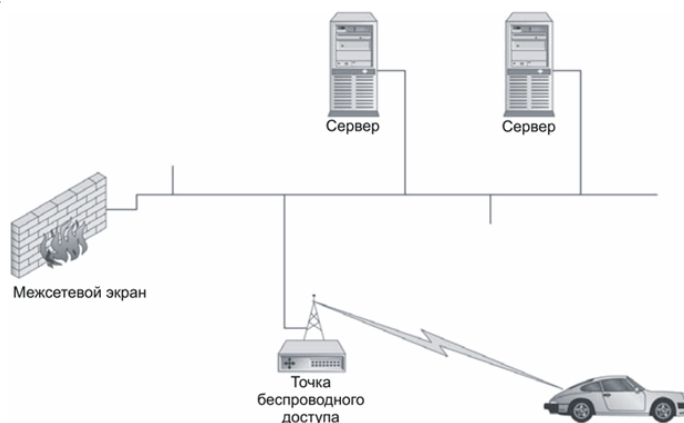 Сервер
Сервер
Межсетевой экран
Точка
беспроводного
доступа